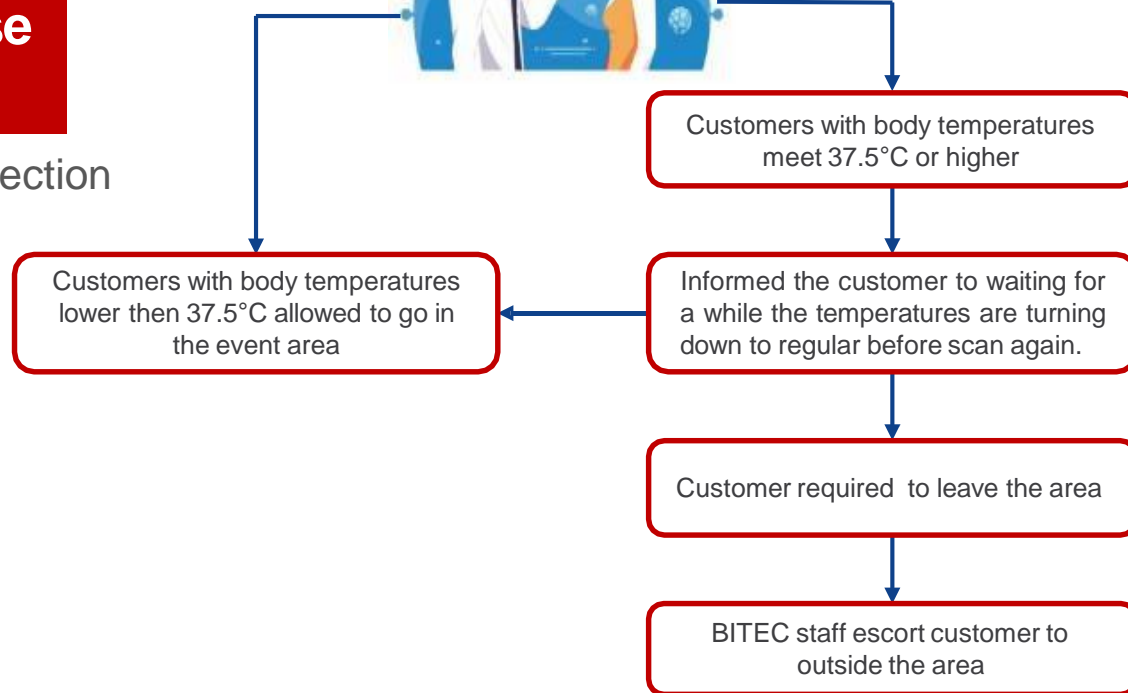 Customers with body temperatures
meet 37.5°C or higher
Customers with body temperatures
lower then 37.5°C allowed to go in
the event area
Informed the customer to waiting for
a while the temperatures are turning
down to regular before scan again.
Customer required to leave the area
BITEC staff escort customer to
outside the area